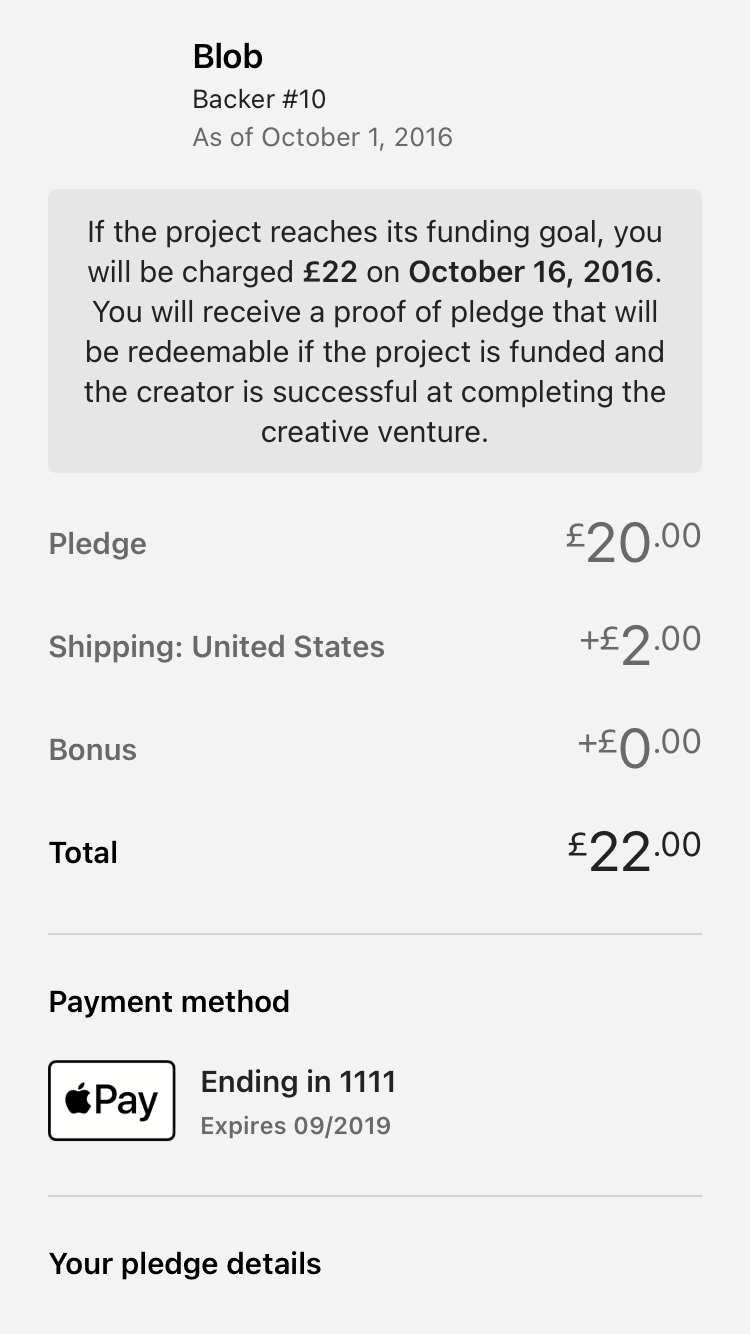 Blob
Backer #10
As of October 1, 2016
If the project reaches its funding goal, you
will be charged £22 on October 16, 2016.
You will receive a proof of pledge that will
be redeemable if the project is funded and
the creator is successful at completing the
creative venture.
Pledge £20.00
Shipping: United States +£2.00
Bonus +£0.00
Total £22.00
Payment method
Pay
Ending in 1111
Expires 09/2019
Your pledge details